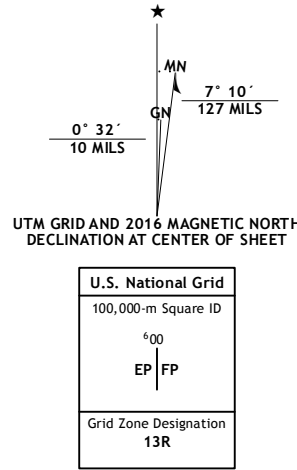 ★
MN
GN
7° 10´
127 MILS
0° 32´
10 MILS
UTM GRID AND 2016 MAGNETIC NORTH
DECLINATION AT CENTER OF SHEET
U.S. National Grid
100,000-m Square ID
⁶00
EP FP
Grid Zone Designation
13R